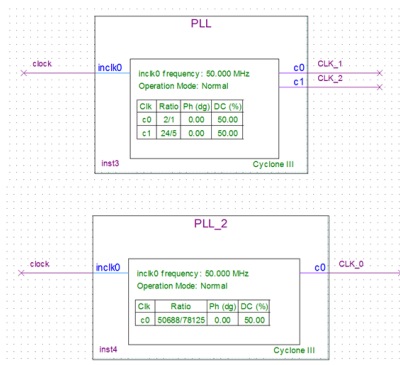 PLL
clock
inclk0
c0
CLK_1
c1
CLK_2
inclk0 frequency: 50.000 MHz
Operation Mode: Normal
Clk Ratio Ph (dg) DC (%)
c0 2/1 0.00 50.00
c1 24/5 0.00 50.00
inst3
Cyclone III
PLL_2
clock
inclk0
c0
CLK_0
inclk0 frequency: 50.000 MHz
Operation Mode: Normal
Clk Ratio Ph (dg) DC (%)
c0 50688/78125 0.00 50.00
inst4
Cyclone III